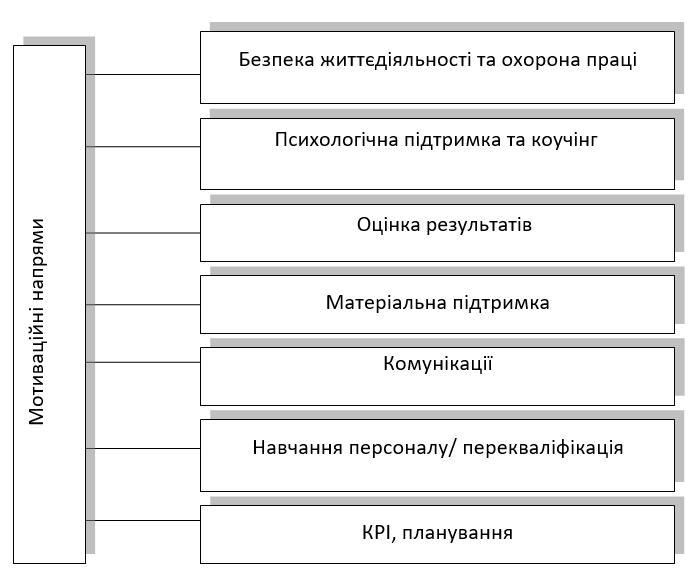 Мотиваційні напрями
Безпека життєдіяльності та охорона праці
Психологічна підтримка та коучінг
Оцінка результатів
Матеріальна підтримка
Комунікації
Навчання персоналу/ перекваліфікація
КРІ, планування